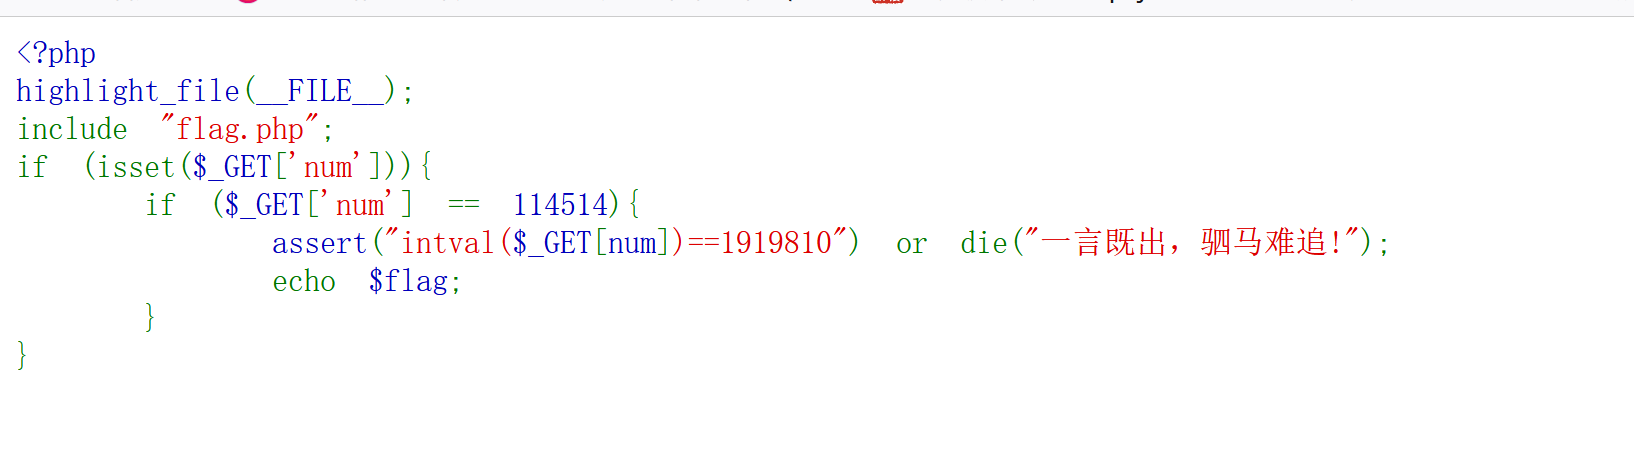 <?php
highlight_file(__FILE__);
include "flag.php";
if (isset($_GET['num'])){
if ($_GET['num'] == 114514){
assert("intval($_GET[num])==1919810") or die("一言既出，驷马难追!");
echo $flag;
}
}